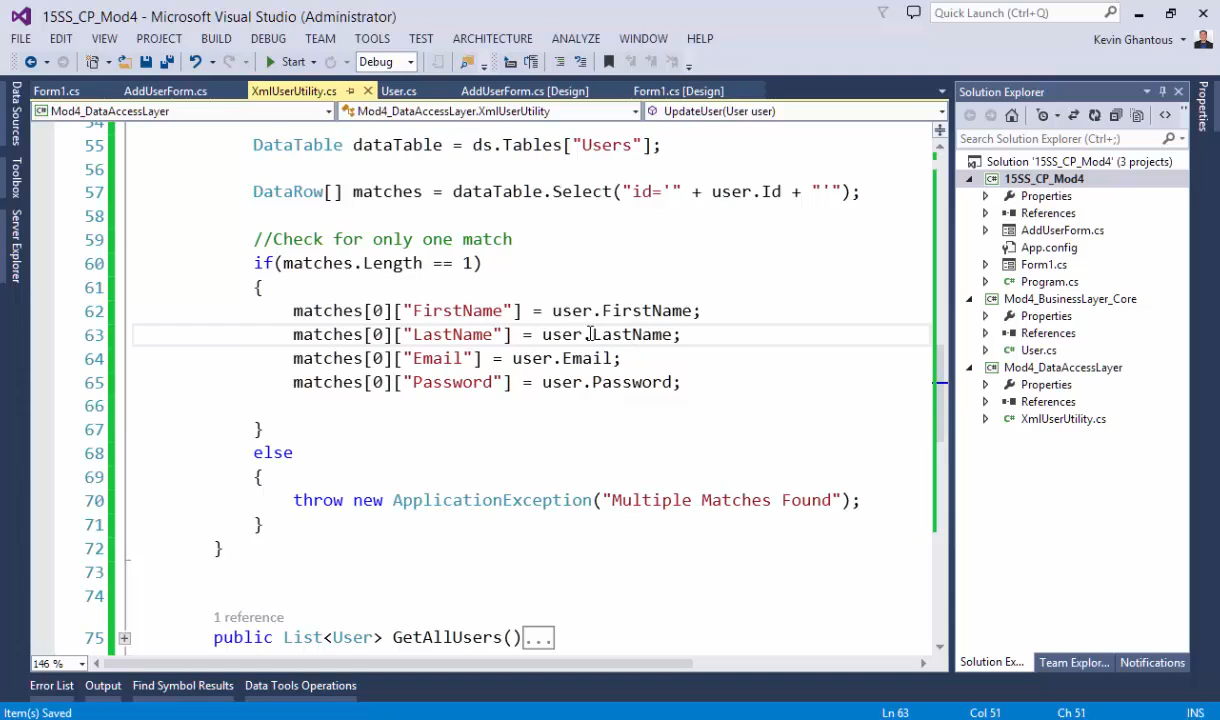 15SS_CP_Mod4 - Microsoft Visual Studio (Administrator)
Quick Launch (Ctrl+Q)
FILE EDIT VIEW PROJECT BUILD DEBUG TEAM TOOLS TEST ARCHITECTURE ANALYZE WINDOW HELP
Kevin Ghantous
Start Debug
Form1.cs AddUserForm.cs XmlUserUtility.cs User.cs AddUserForm.cs [Design] Form1.cs [Design]
Mod4_DataAccessLayer Mod4_DataAccessLayer.XmlUserUtility UpdateUser(User user)
Data Sources
Toolbox
Server Explorer
54
55 DataTable dataTable = ds.Tables["Users"];
56
57 DataRow[] matches = dataTable.Select("id='" + user.Id + "'");
58
59 //Check for only one match
60 if(matches.Length == 1)
61 {
62 matches[0]["FirstName"] = user.FirstName;
63 matches[0]["LastName"] = user.LastName;
64 matches[0]["Email"] = user.Email;
65 matches[0]["Password"] = user.Password;
66
67 }
68 else
69 {
70 throw new ApplicationException("Multiple Matches Found");
71 }
72 }
73
74
1 reference
75 public List<User> GetAllUsers()...
146 %
Solution Explorer
Search Solution Explorer (Ctrl+;)
Solution '15SS_CP_Mod4' (3 projects)
15SS_CP_Mod4
Properties
References
AddUserForm.cs
App.config
Form1.cs
Program.cs
Mod4_BusinessLayer_Core
Properties
References
User.cs
Mod4_DataAccessLayer
Properties
References
XmlUserUtility.cs
Solution Ex... Team Explor... Notifications
Properties
Error List Output Find Symbol Results Data Tools Operations
Item(s) Saved Ln 63 Col 51 Ch 51 INS